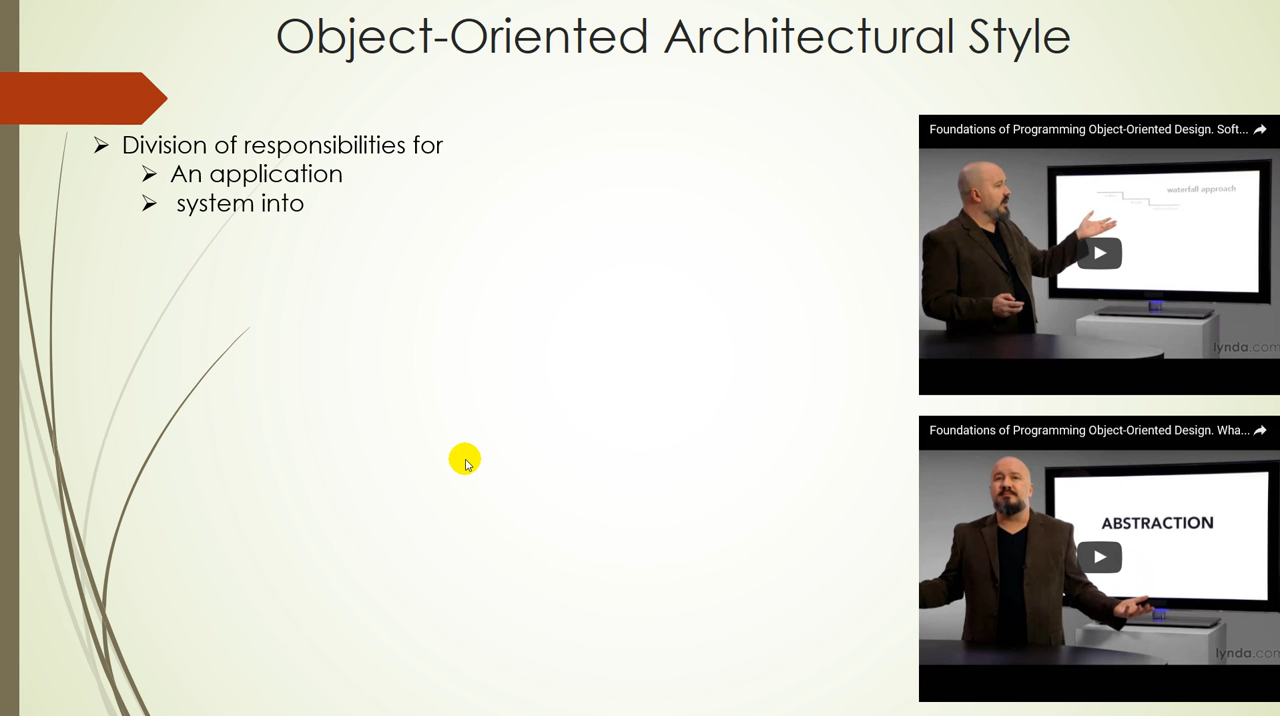 Object-Oriented Architectural Style
Division of responsibilities for
An application
system into
Foundations of Programming Object-Oriented Design. Soft...
waterfall approach
lynda.com
Foundations of Programming Object-Oriented Design. Wha...
ABSTRACTION
lynda.com